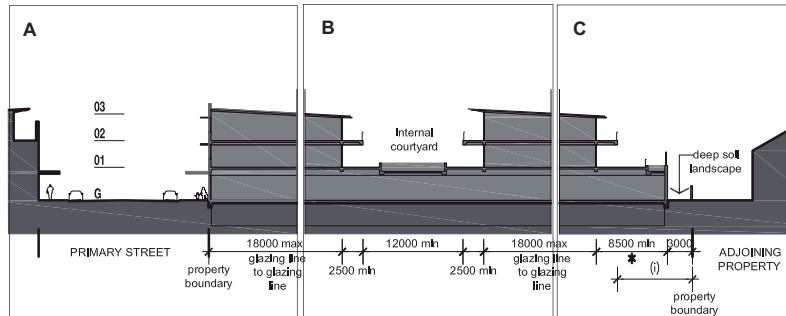 A
B
C
03
02
01
G
Internal
courtyard
deep soil
landscape
PRIMARY STREET
property
boundary
18000 max
glazing line
to glazing
line
2500 min
12000 min
2500 min
18000 max
glazing line
to glazing
line
8500 min
*
(i)
3000
property
boundary
ADJOINING
PROPERTY